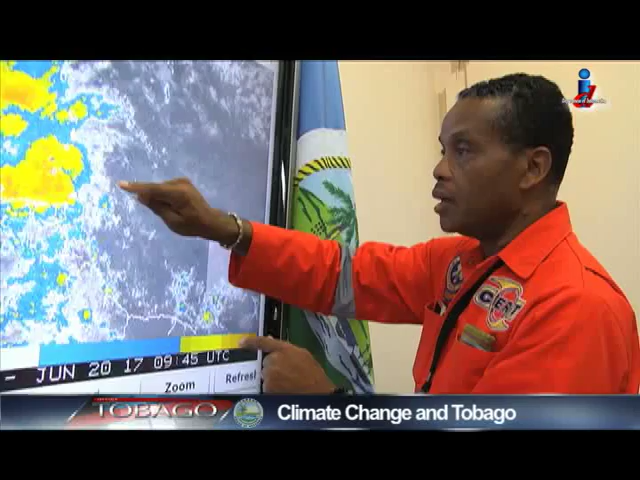 JUN 20 17 09:45 UTC
Zoom
Refresh
CERT
TOBAGO
Climate Change and Tobago